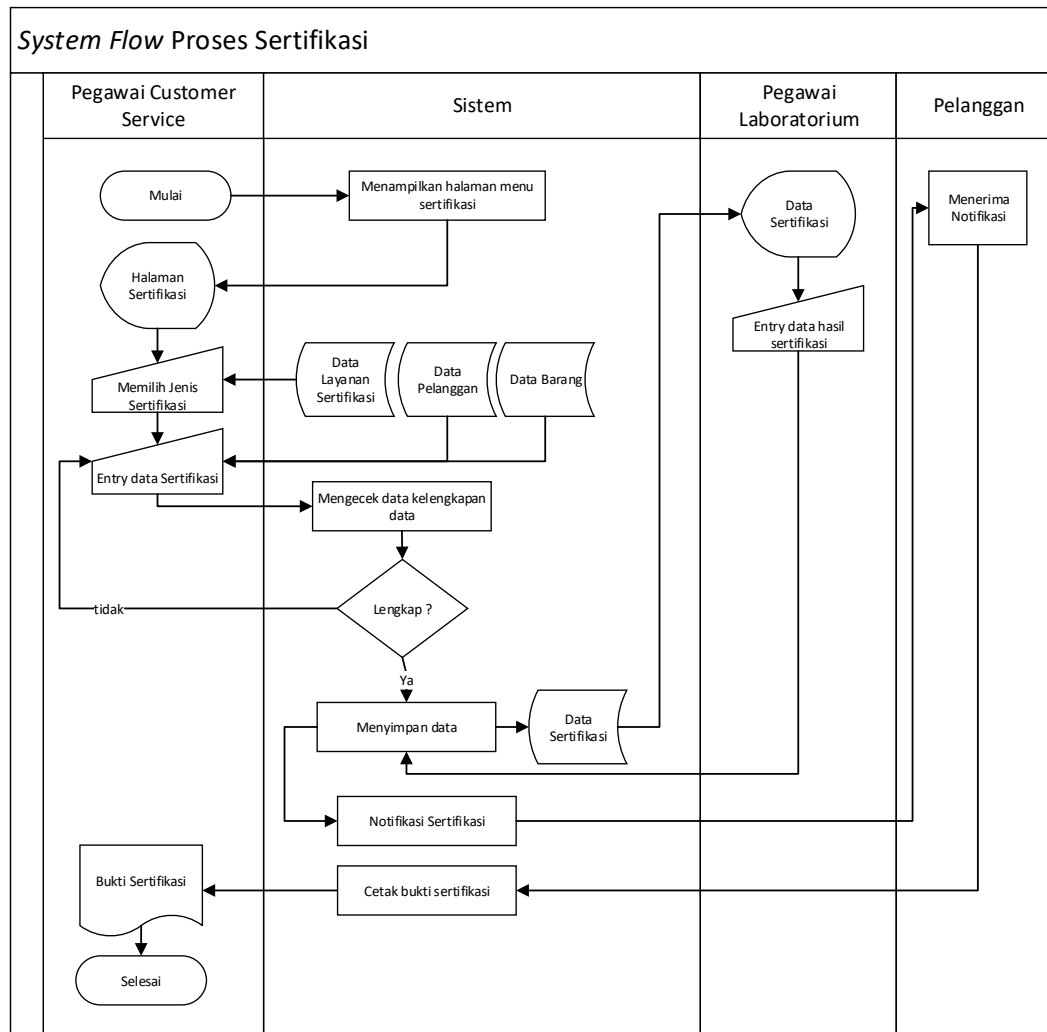 System Flow Proses Sertifikasi
Pegawai Customer
Service
Sistem
Pegawai
Laboratorium
Pelanggan
Mulai
Menampilkan halaman menu
sertifikasi
Data
Sertifikasi
Menerima
Notifikasi
Halaman
Sertifikasi
Entry data hasil
sertifikasi
Memilih Jenis
Sertifikasi
Data
Layanan
Sertifikasi
Data
Pelanggan
Data Barang
Entry data Sertifikasi
Mengecek data kelengkapan
data
Lengkap ?
tidak
Ya
Menyimpan data
Data
Sertifikasi
Notifikasi Sertifikasi
Bukti Sertifikasi
Cetak bukti sertifikasi
Selesai